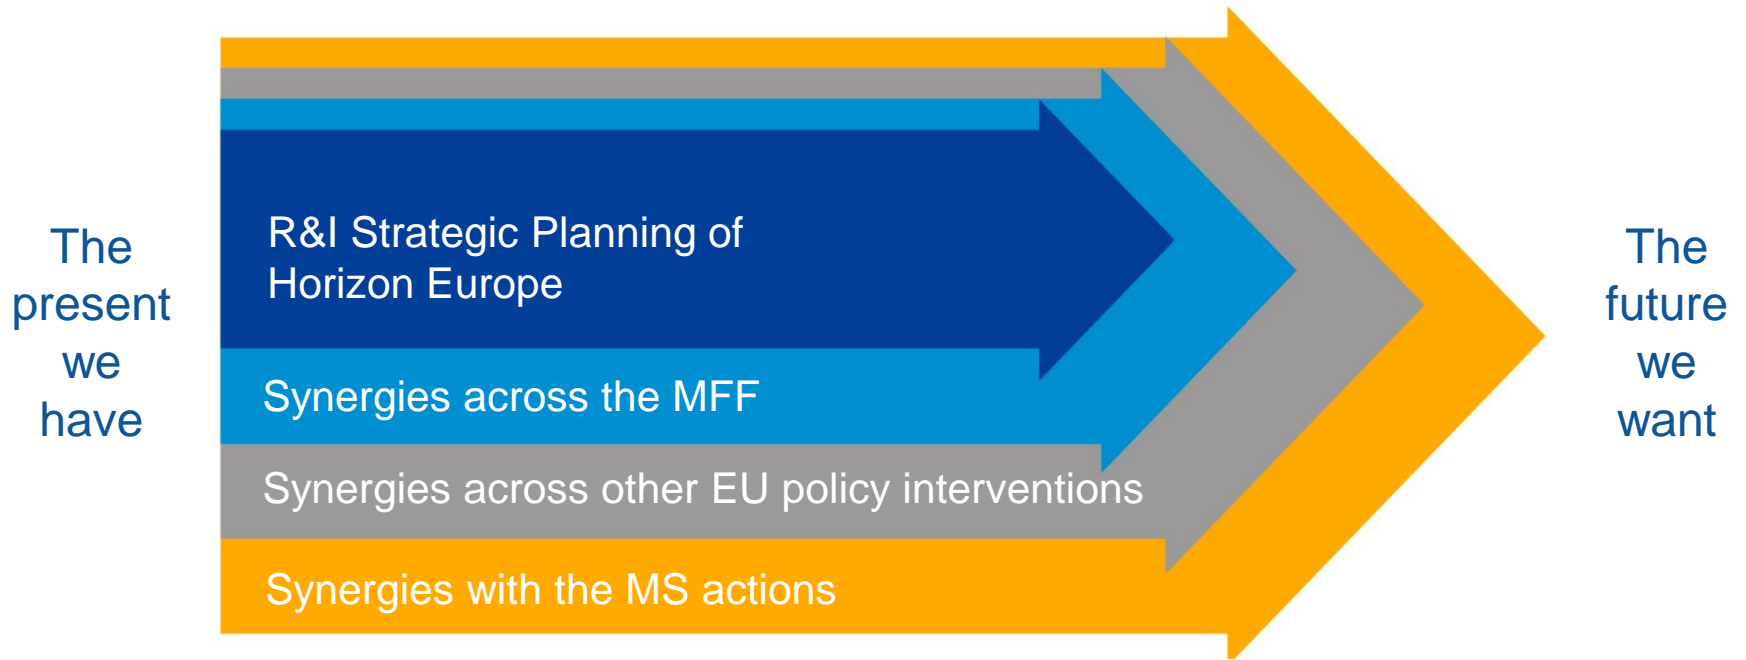 The
present
we
have
R&I Strategic Planning of
Horizon Europe
Synergies across the MFF
Synergies across other EU policy interventions
Synergies with the MS actions
The
future
we
want